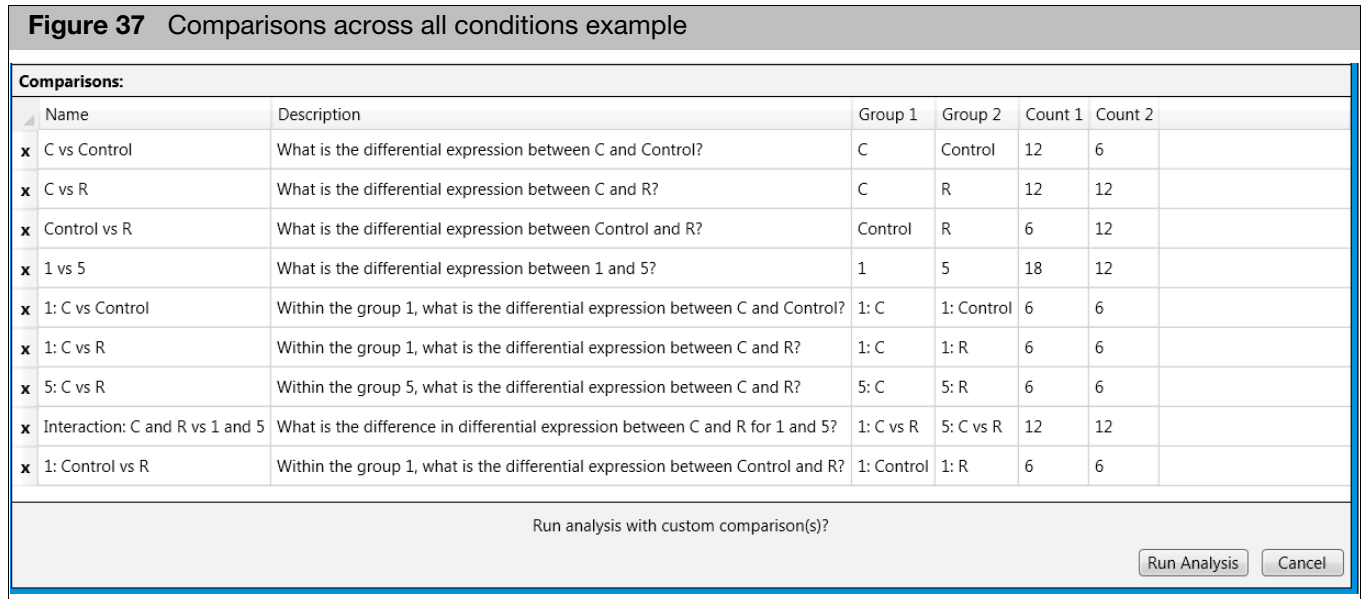 Figure 37 Comparisons across all conditions example
Comparisons:
Name Description Group 1 Group 2 Count 1 Count 2
x C vs Control What is the differential expression between C and Control? C Control 12 6
x C vs R What is the differential expression between C and R? C R 12 12
x Control vs R What is the differential expression between Control and R? Control R 6 12
x 1 vs 5 What is the differential expression between 1 and 5? 1 5 18 12
x 1: C vs Control Within the group 1, what is the differential expression between C and Control? 1: C 1: Control 6 6
x 1: C vs R Within the group 1, what is the differential expression between C and R? 1: C 1: R 6 6
x 5: C vs R Within the group 5, what is the differential expression between C and R? 5: C 5: R 6 6
x Interaction: C and R vs 1 and 5 What is the difference in differential expression between C and R for 1 and 5? 1: C vs R 5: C vs R 12 12
x 1: Control vs R Within the group 1, what is the differential expression between Control and R? 1: Control 1: R 6 6
Run analysis with custom comparison(s)?
Run Analysis Cancel